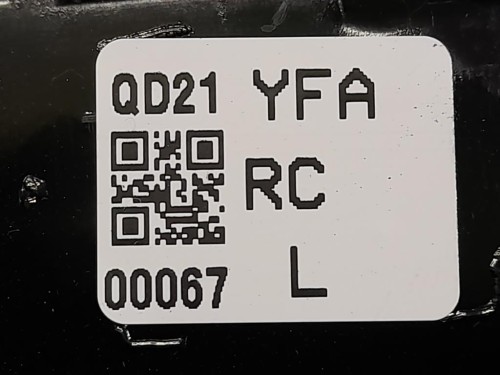 QD21 YFA
RC
00067 L